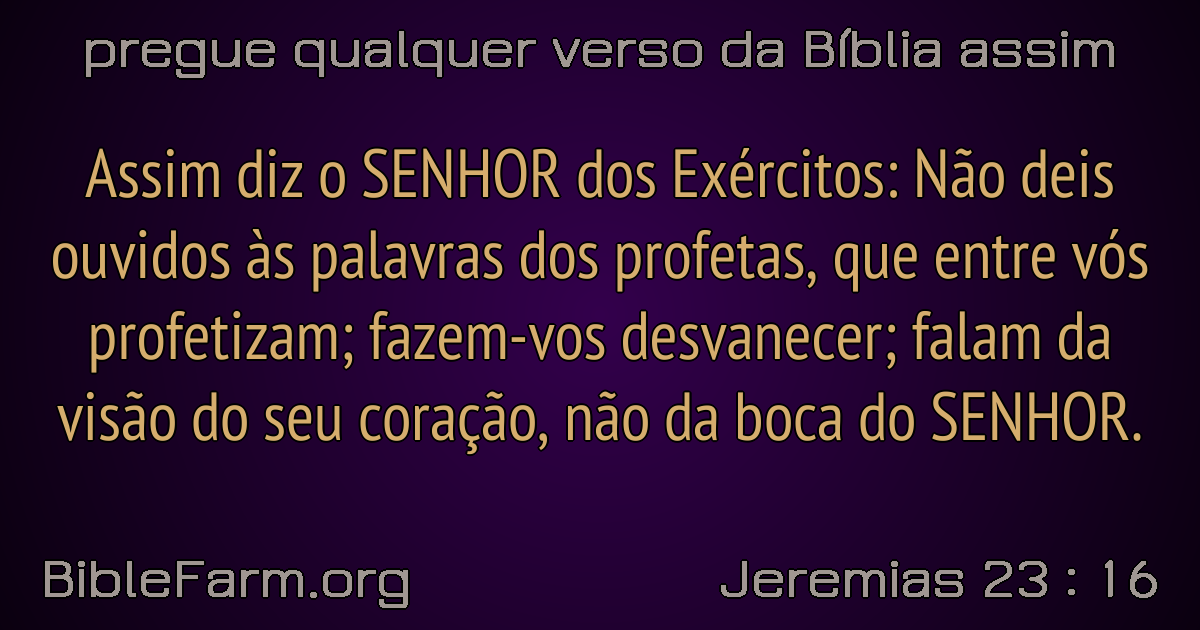 pregue qualquer verso da Bíblia assim
Assim diz o SENHOR dos Exércitos: Não deis
ouvidos às palavras dos profetas, que entre vós
profetizam; fazem-vos desvanecer; falam da
visão do seu coração, não da boca do SENHOR.
BibleFarm.org
Jeremias 23 : 16